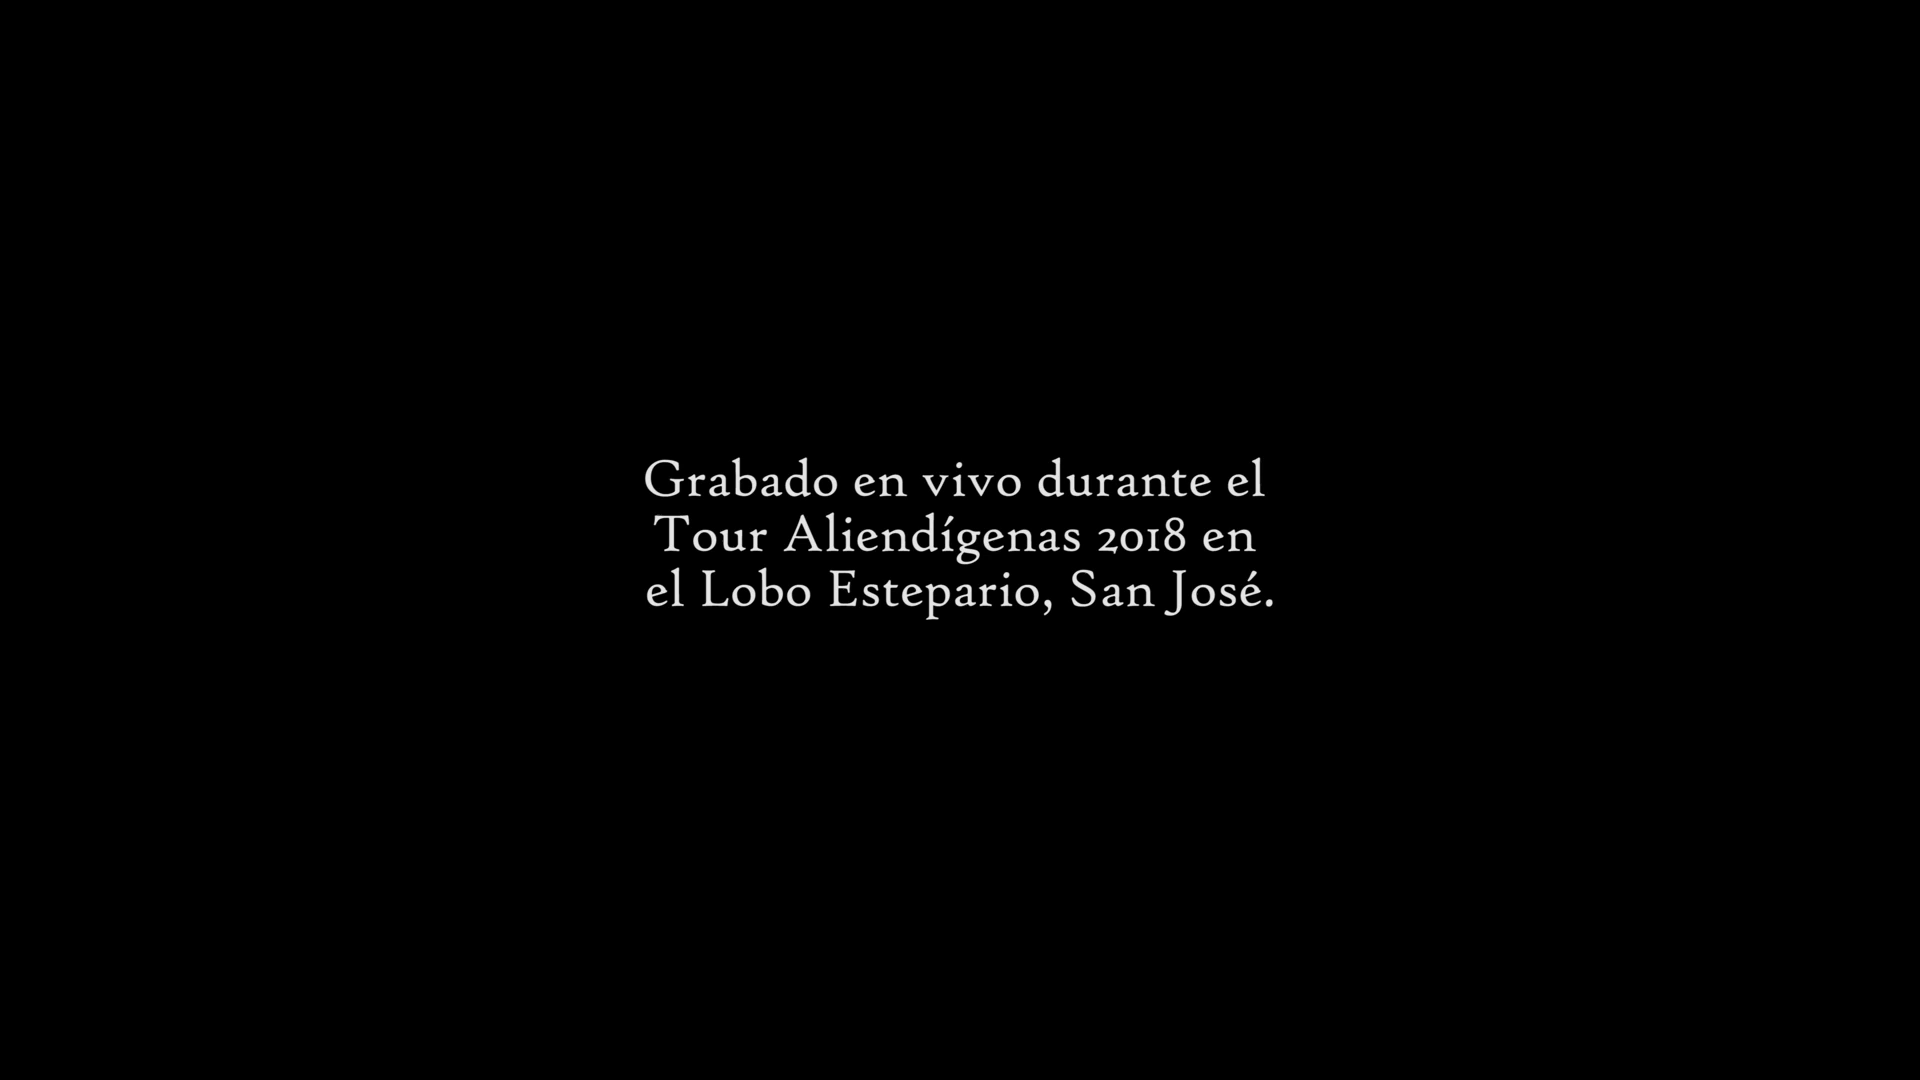 Grabado en vivo durante el
Tour Aliendígenas 2018 en
el Lobo Estepario, San José.